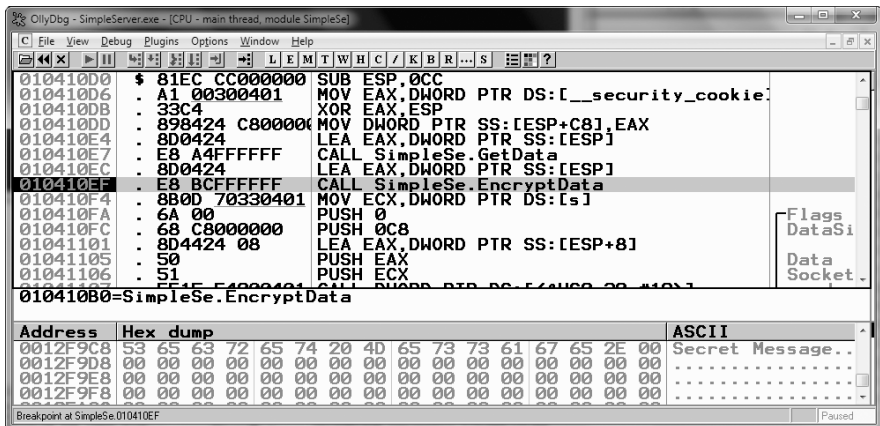 OllyDbg - SimpleServer.exe - [CPU - main thread, module SimpleSe]
C File View Debug Plugins Options Window Help
L E M T W H C / K B R ... S ?
010410D0 $ 81EC CC000000 SUB ESP,0CC
010410D6 . A1 00300401 MOV EAX,DWORD PTR DS:[__security_cookie]
010410DB . 33C4 XOR EAX,ESP
010410DD . 898424 C800000 MOV DWORD PTR SS:[ESP+C8],EAX
010410E4 . 8D0424 LEA EAX,DWORD PTR SS:[ESP]
010410E7 . E8 A4FFFFFF CALL SimpleSe.GetData
010410EC . 8D0424 LEA EAX,DWORD PTR SS:[ESP]
010410EF . E8 BCFFFFFF CALL SimpleSe.EncryptData
010410F4 . 8B0D 70330401 MOV ECX,DWORD PTR DS:[s]
010410FA . 6A 00 PUSH 0 Flags
010410FC . 68 C8000000 PUSH 0C8 DataSi
01041101 . 8D4424 08 LEA EAX,DWORD PTR SS:[ESP+8]
01041105 . 50 PUSH EAX Data
01041106 . 51 PUSH ECX Socket
010410B0=SimpleSe.EncryptData
Address Hex dump ASCII
0012F9C8 53 65 63 72 65 74 20 4D 65 73 73 61 67 65 2E 00 Secret Message..
0012F9D8 00 00 00 00 00 00 00 00 00 00 00 00 00 00 00 00 ................
0012F9E8 00 00 00 00 00 00 00 00 00 00 00 00 00 00 00 00 ................
0012F9F8 00 00 00 00 00 00 00 00 00 00 00 00 00 00 00 00 ................
Breakpoint at SimpleSe.010410EF Paused